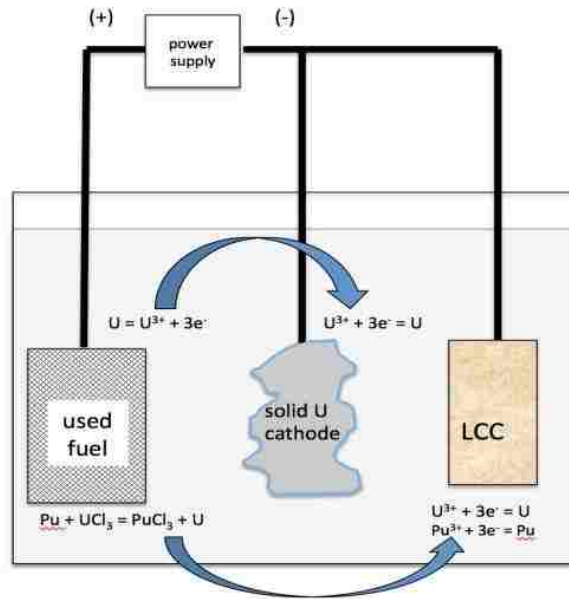 (+)
(-)
power
supply
U = U³⁺ + 3e⁻
U³⁺ + 3e⁻ = U
used
fuel
solid U
cathode
LCC
Pu + UCl₃ = PuCl₃ + U
U³⁺ + 3e⁻ = U
Pu³⁺ + 3e⁻ = Pu